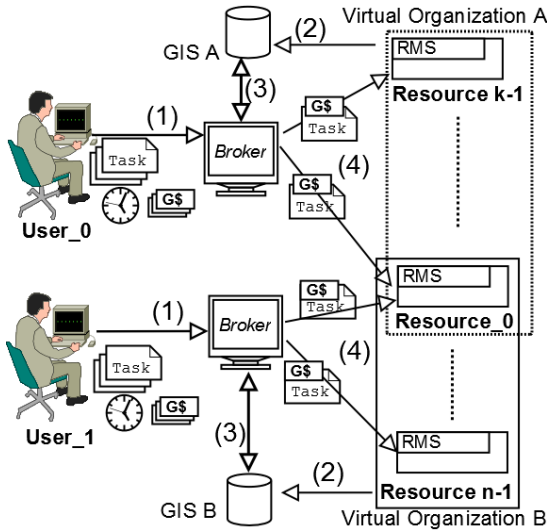 Virtual Organization A
GIS A
(2)
RMS
Resource k-1
(3)
(1)
G$
Task
Broker
Task
G$
User_0
(4)
G$
Task
RMS
Resource_0
G$
Task
(1)
Broker
Task
G$
User_1
(4)
G$
Task
(3)
RMS
Resource n-1
(2)
GIS B
Virtual Organization B